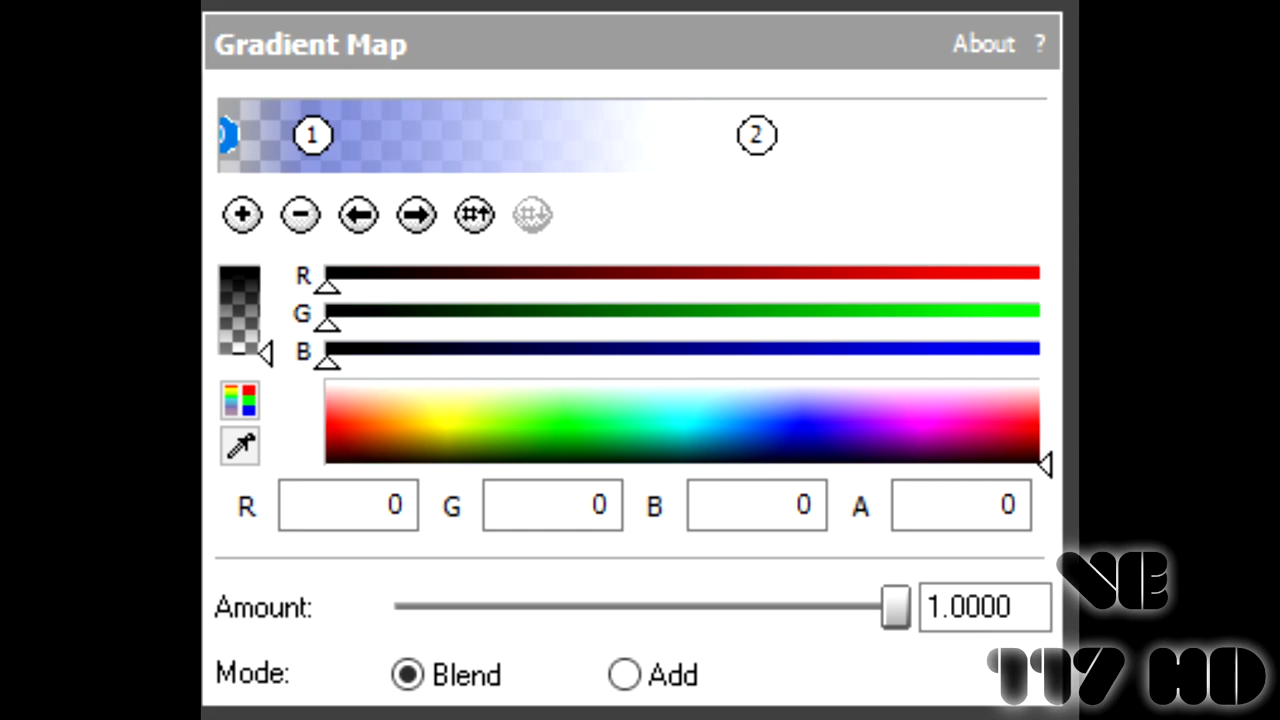 Gradient Map About ?
1 2
R
G
B
R 0 G 0 B 0 A 0
Amount: 1.0000
Mode: Blend Add
VE
117 HD